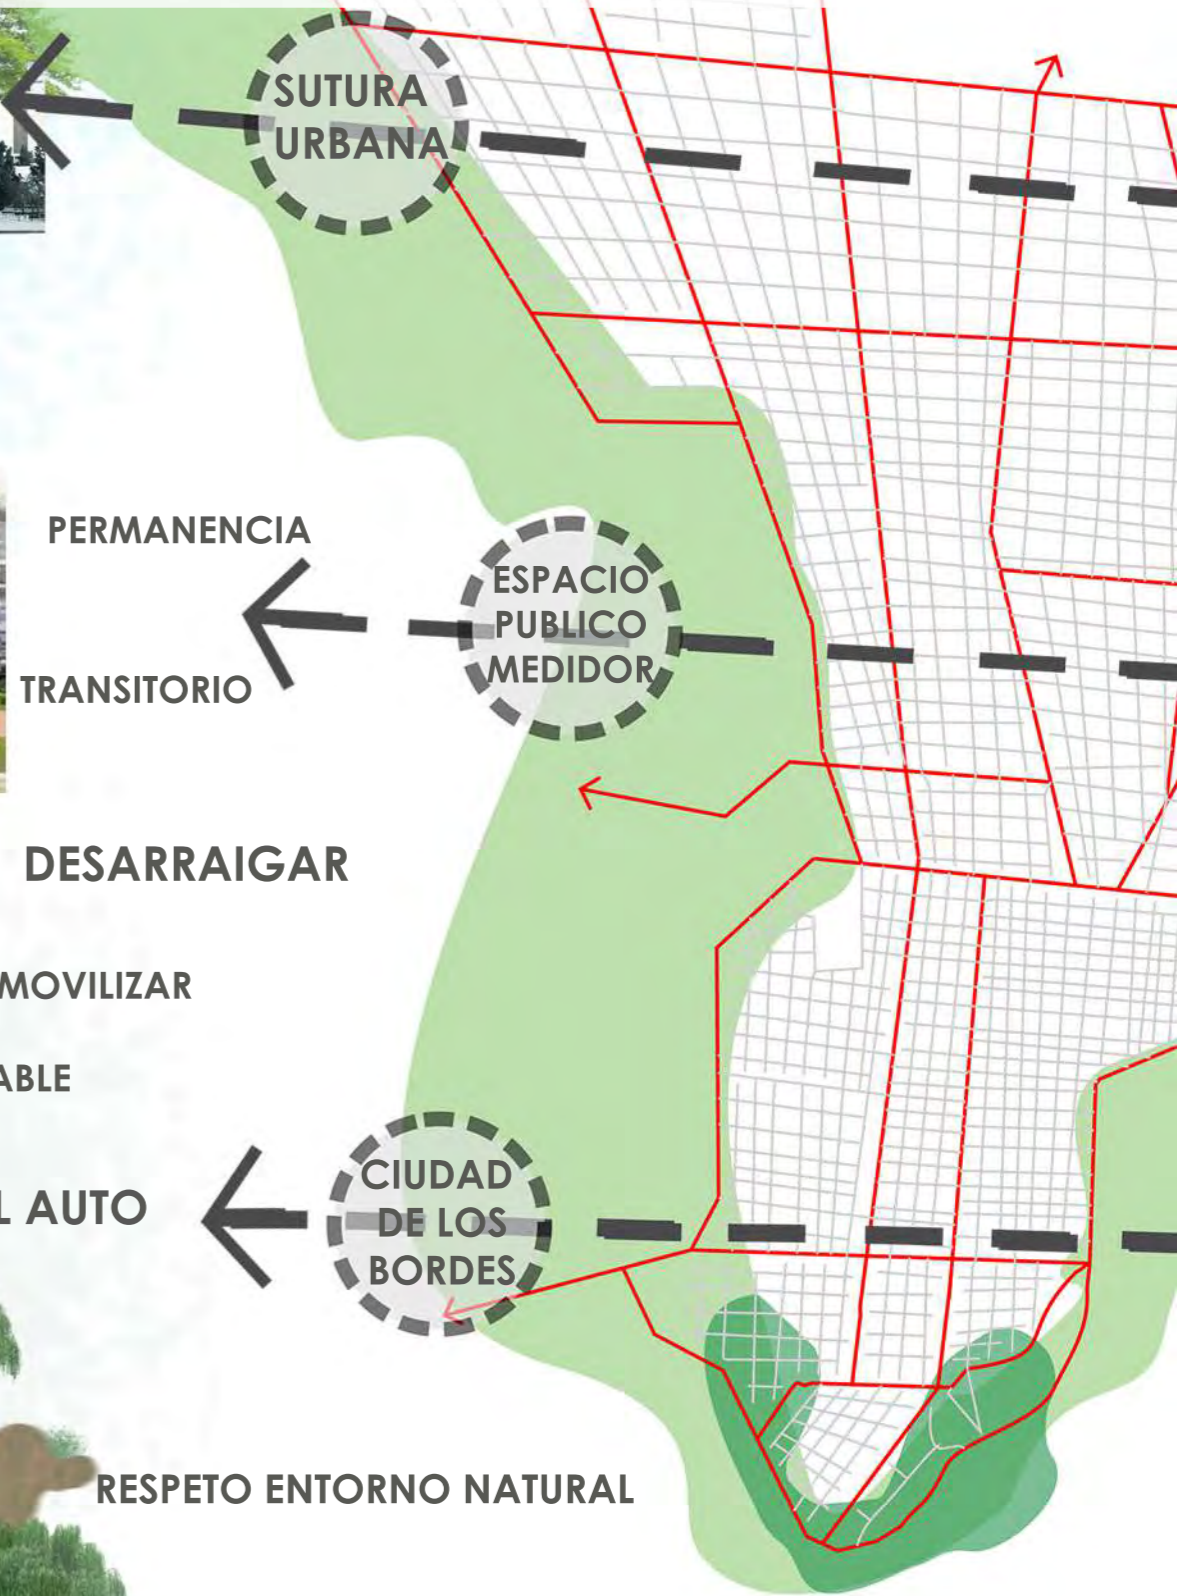 SUTURA
URBANA
PERMANENCIA
ESPACIO
PUBLICO
MEDIDOR
TRANSITORIO
DESARRAIGAR
MOVILIZAR
ABLE
CIUDAD
DE LOS
BORDES
L AUTO
RESPETO ENTORNO NATURAL